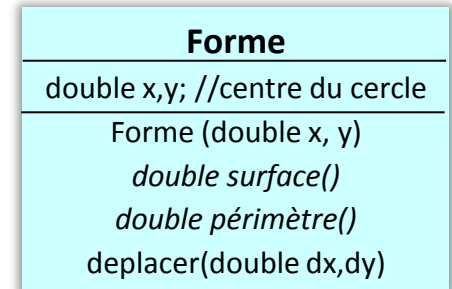 Forme
double x,y; //centre du cercle
Forme (double x, y)
double surface()
double périmètre()
deplacer(double dx,dy)